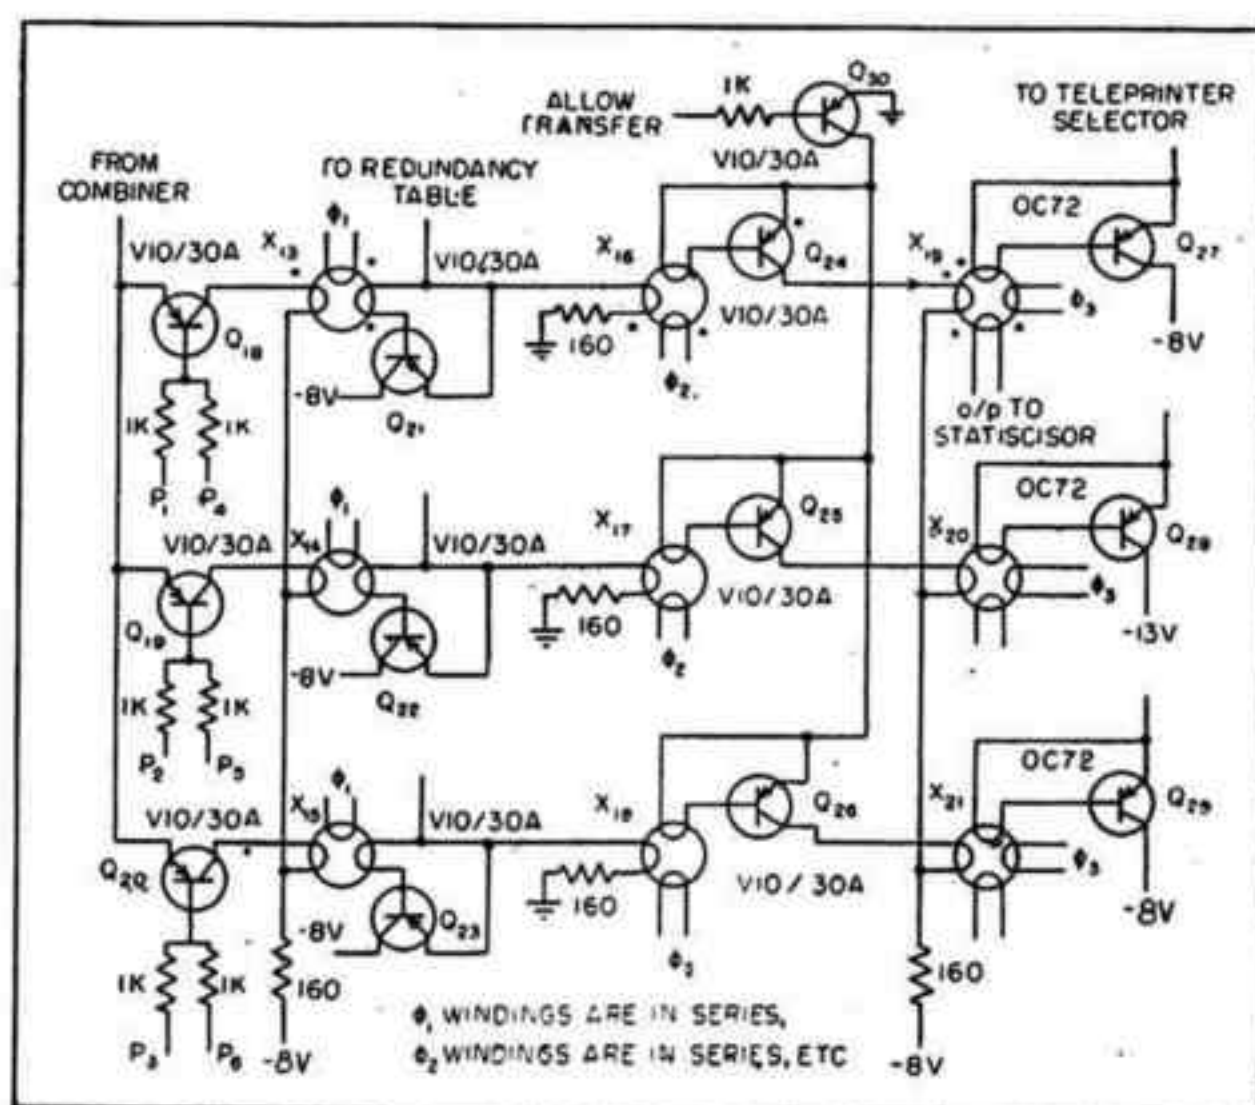 1K
Q30
ALLOW
TRANSFER
TO TELEPRINTER
SELECTOR
FROM
COMBINER
TO REDUNDANCY
TABLE
V10/30A
OC72
V10/30A
X13
Φ1
V10/30A
X16
Q24
X19
Q27
V10/30A
Φ3
Q18
160
-8V
-8V
Φ2
1K
1K
Q21
o/p TO
STATISCISOR
P1
P4
Φ1
Q25
OC72
V10/30A
X14
V10/30A
X17
X20
Q28
V10/30A
Φ3
Q19
160
-13V
-8V
Φ2
1K
1K
Q22
P2
P5
Φ1
OC72
V10/30A
X15
V10/30A
X18
Q26
X21
Q29
Q20
V10/30A
Φ3
-8V
Q23
160
-8V
1K
1K
160
160
Φ1 WINDINGS ARE IN SERIES,
P3
P6
-8V
Φ2 WINDINGS ARE IN SERIES, ETC
-8V